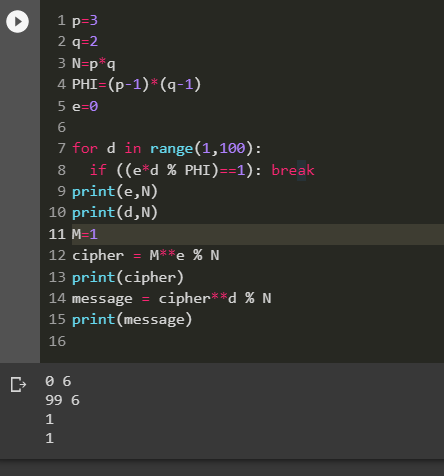 1 p=3
2 q=2
3 N=p*q
4 PHI=(p-1)*(q-1)
5 e=0
6
7 for d in range(1,100):
8   if ((e*d % PHI)==1): break
9 print(e,N)
10 print(d,N)
11 M=1
12 cipher = M**e % N
13 print(cipher)
14 message = cipher**d % N
15 print(message)
16
0 6
99 6
1
1